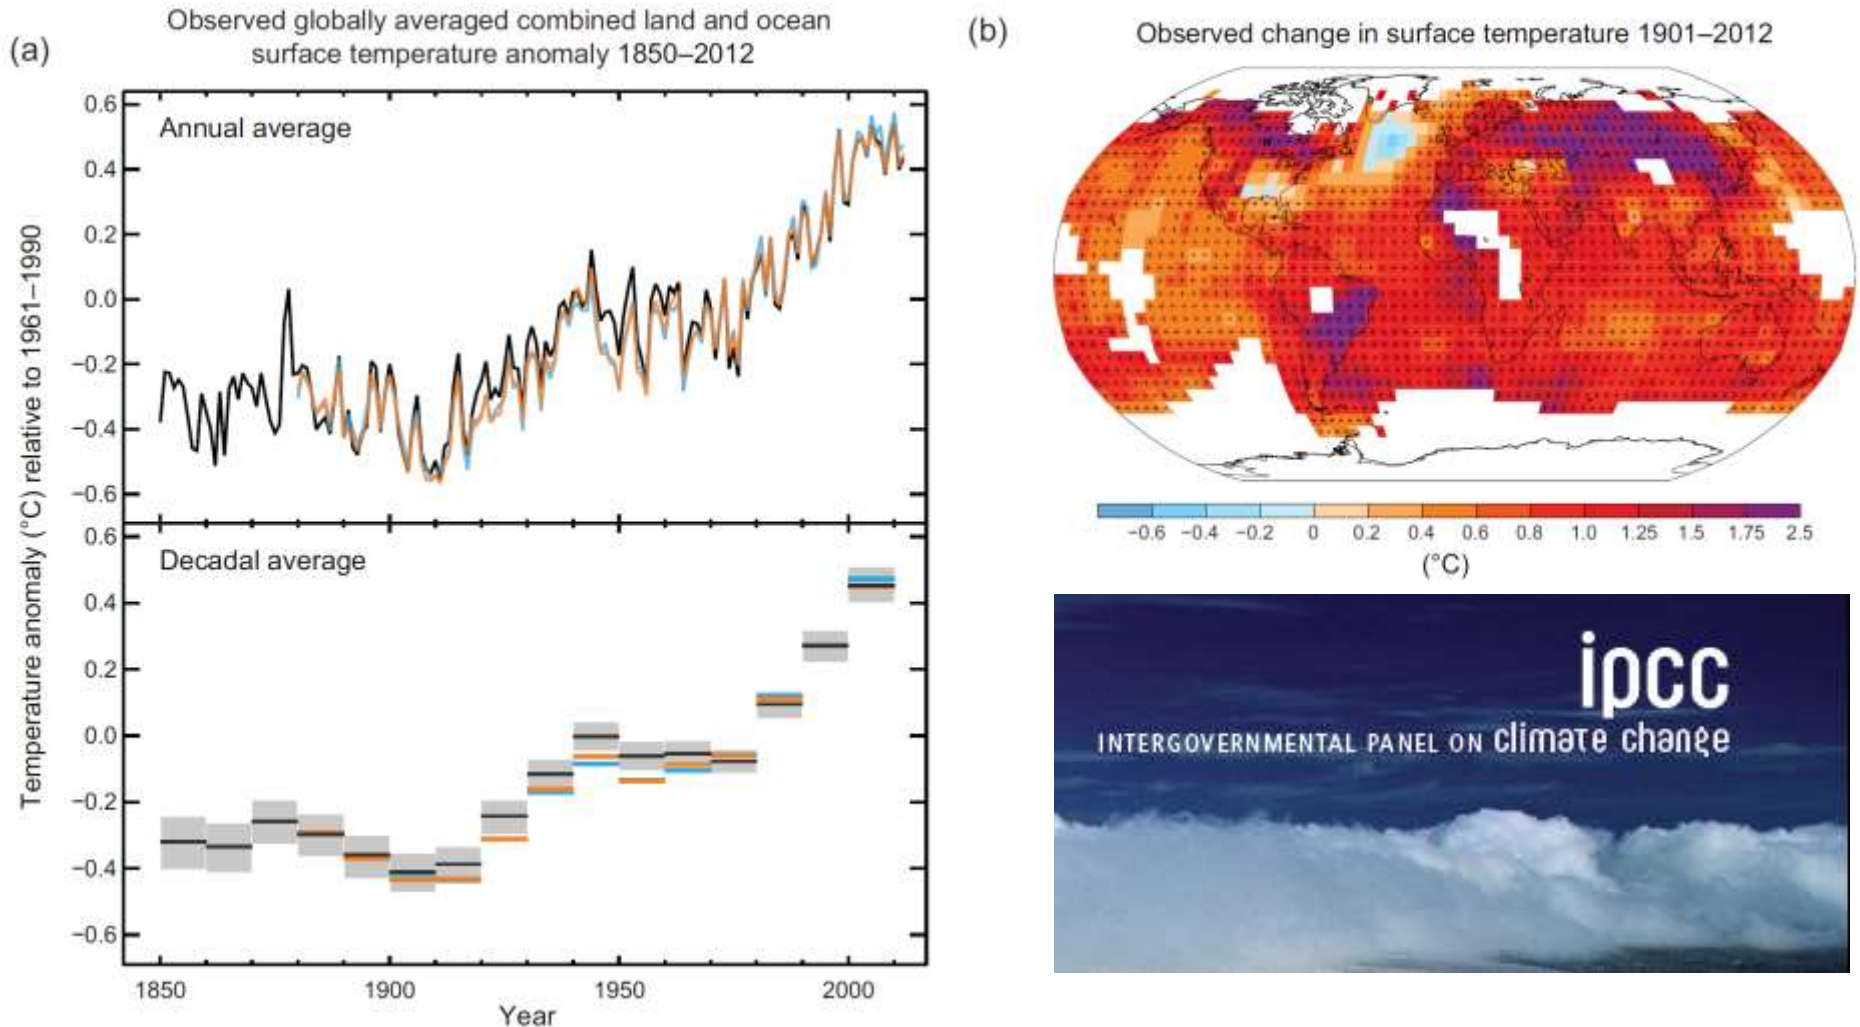 (a)
Observed globally averaged combined land and ocean
surface temperature anomaly 1850–2012
Temperature anomaly (°C) relative to 1961–1990
0.6
Annual average
0.4
0.2
0.0
−0.2
−0.4
−0.6
0.6
Decadal average
0.4
0.2
0.0
−0.2
−0.4
−0.6
1850 1900 1950 2000
Year
(b)
Observed change in surface temperature 1901–2012
−0.6 −0.4 −0.2 0 0.2 0.4 0.6 0.8 1.0 1.25 1.5 1.75 2.5
(°C)
ipcc
INTERGOVERNMENTAL PANEL ON climate change